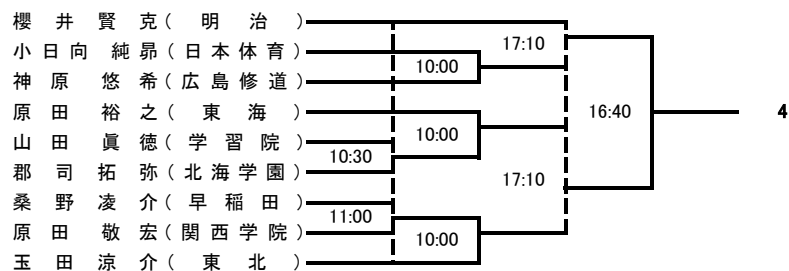 櫻井賢克(明治)
17:10
小日向純昴(日本体育)
10:00
神原悠希(広島修道)
原田裕之(東海)
16:40
4
10:00
山田眞徳(学習院)
10:30
郡司拓弥(北海学園)
17:10
桑野凌介(早稲田)
11:00
原田敬宏(関西学院)
10:00
玉田涼介(東北)